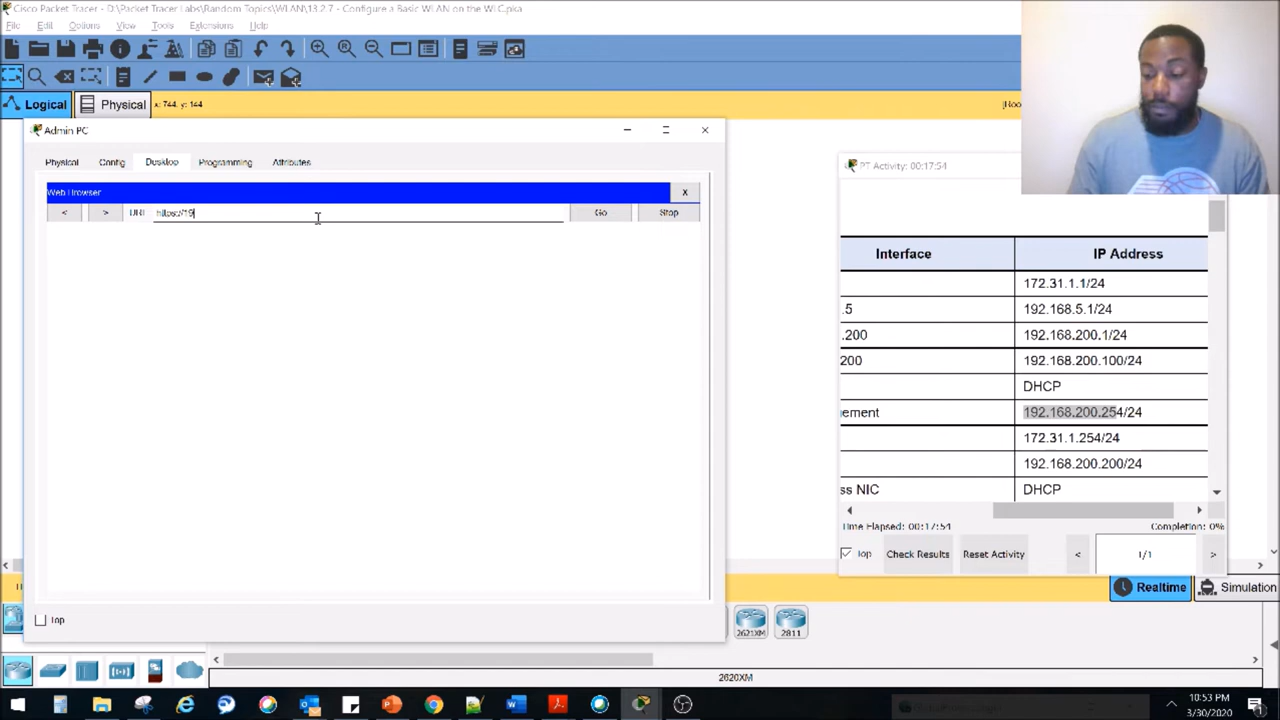 Cisco Packet Tracer - D:\Packet Tracer Labs\Random Topics\WLAN\13.2.7 - Configure a Basic WLAN on the WLC.pka
File Edit Options View Tools Extensions Help
Logical Physical x: 744, y: 144
Admin PC
Physical Config Desktop Programming Attributes
Web Browser X
< > URL https://19 Go Stop
Top
PT Activity: 00:17:54
Interface IP Address
172.31.1.1/24
.5 192.168.5.1/24
.200 192.168.200.1/24
200 192.168.200.100/24
DHCP
ement 192.168.200.254/24
172.31.1.254/24
192.168.200.200/24
ss NIC DHCP
Time Elapsed: 00:17:54 Completion: 0%
Top Check Results Reset Activity < 1/1 >
Realtime Simulation
2621XM 2811
2620XM
10:53 PM
3/30/2020